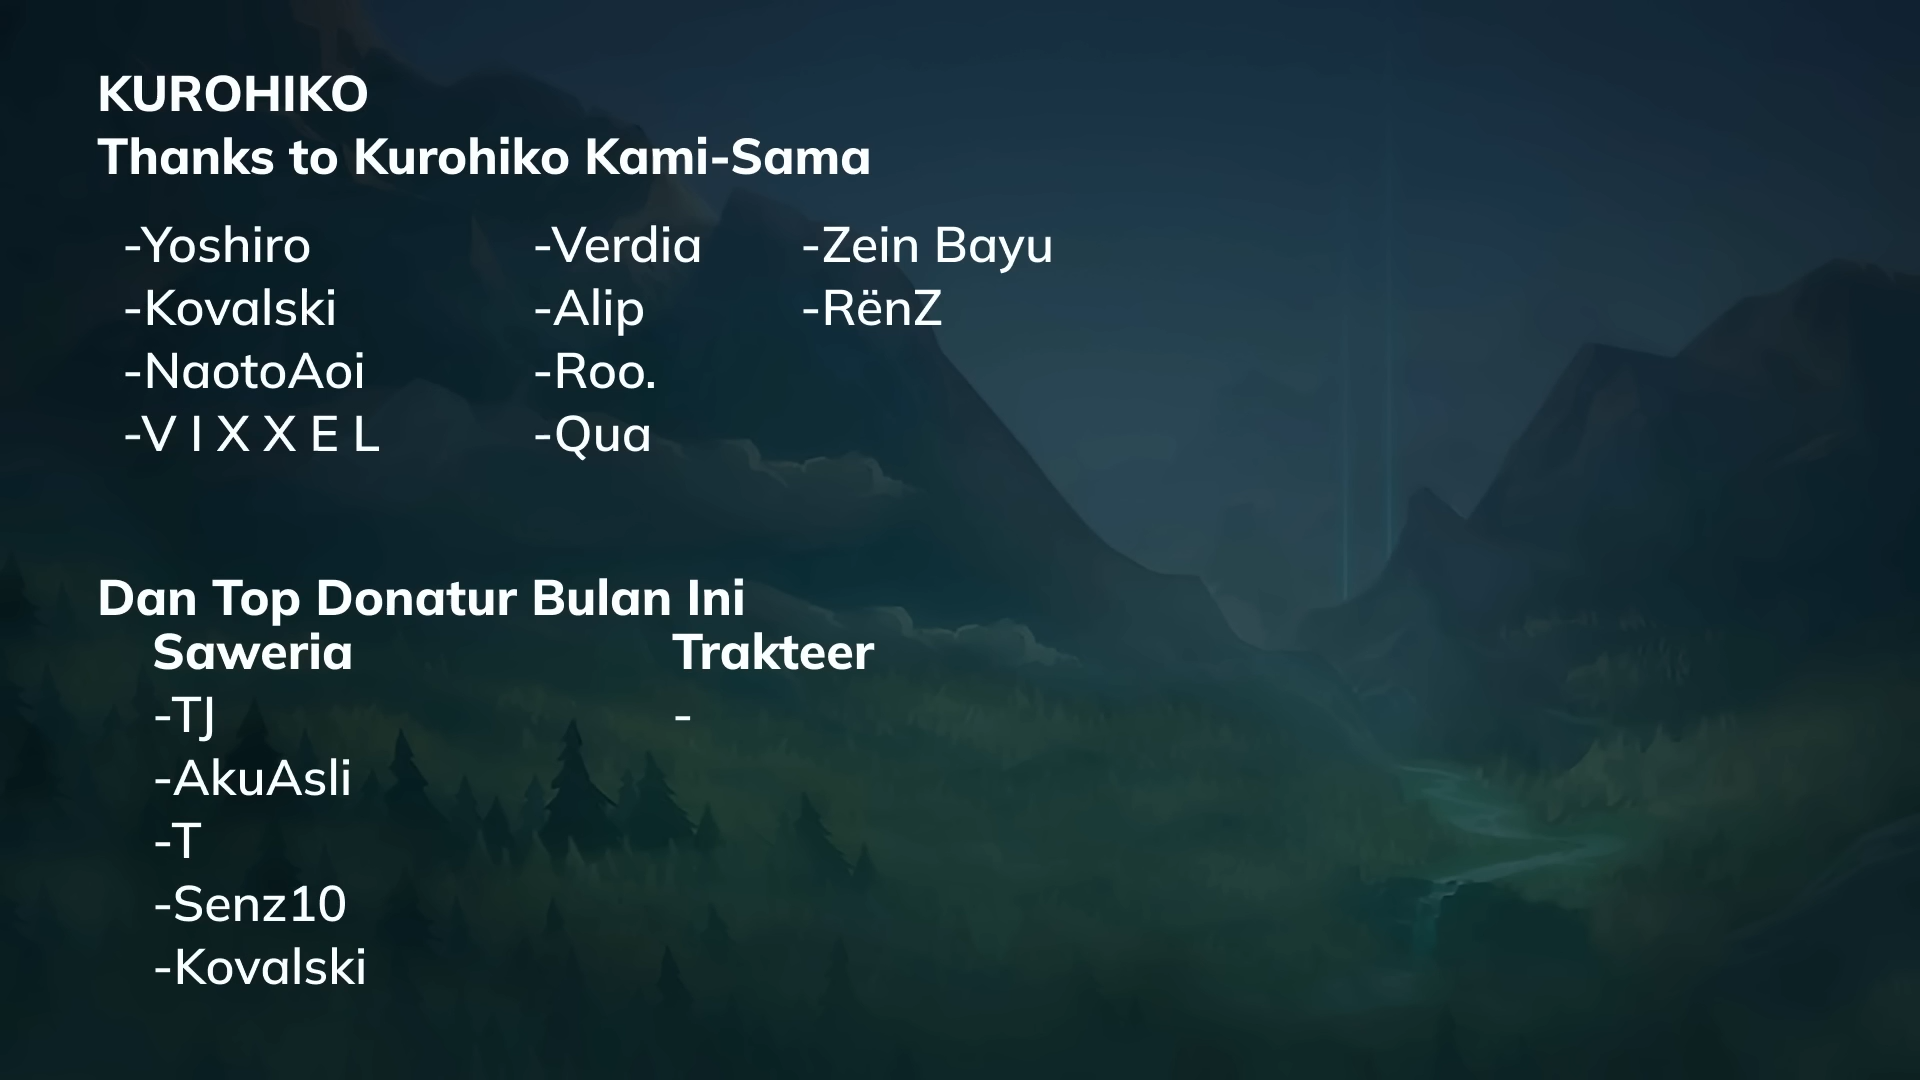 KUROHIKO
Thanks to Kurohiko Kami-Sama
-Yoshiro
-Kovalski
-NaotoAoi
-V I X X E L
-Verdia
-Alip
-Roo.
-Qua
-Zein Bayu
-RënZ
Dan Top Donatur Bulan Ini
Saweria
-TJ
-AkuAsli
-T
-Senz10
-Kovalski
Trakteer
-